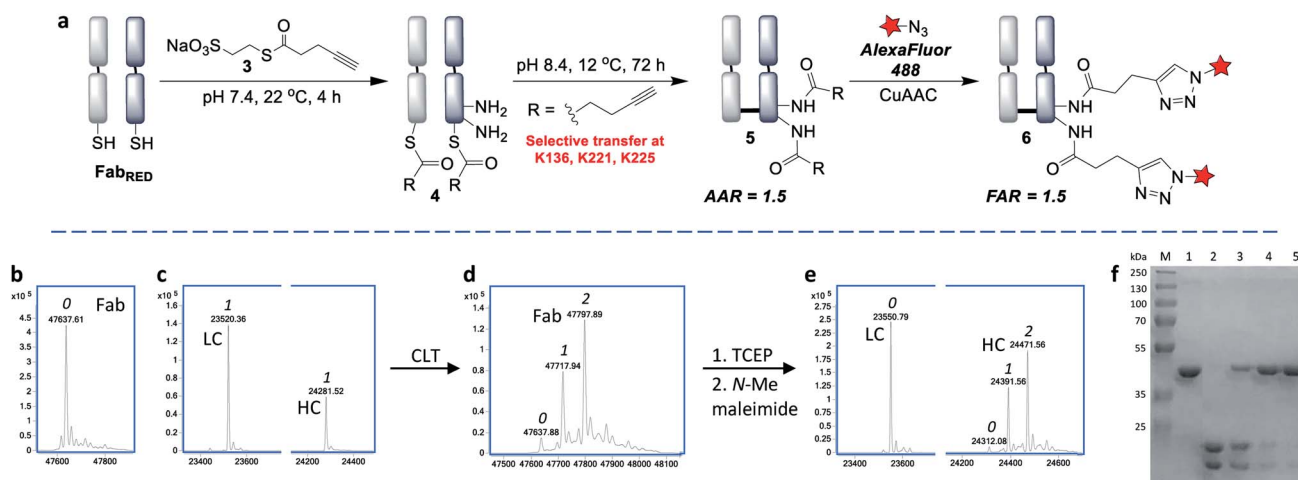 a
NaO₃S
S
O
3
pH 7.4, 22 °C, 4 h
SH
SH
Fab_RED
NH₂
NH₂
S
S
O
O
R
R
4
pH 8.4, 12 °C, 72 h
R =
Selective transfer at
K136, K221, K225
O
R
NH
NH
O
R
5
AAR = 1.5
N₃
AlexaFluor
488
CuAAC
O
NH
NH
O
N
N
N
N
N
N
6
FAR = 1.5
b
x10 ⁵
4.5
4
3.5
3
2.5
2
1.5
1
0.5
0
0
47637.61
Fab
47600
47800
c
x10 ⁵
1.6
1.4
1.2
1
0.8
0.6
0.4
0.2
0
1
23520.36
LC
1
24281.52
HC
23400
23600
24200
24400
CLT
d
x10 ⁵
1.4
1.2
1
0.8
0.6
0.4
0.2
0
Fab
0
47637.88
1
47717.94
2
47797.89
47500
47600
47700
47800
47900
48000
48100
1. TCEP
2. N-Me
maleimide
e
x10 ⁵
2.75
2.5
2.25
2
1.75
1.5
1.25
1
0.75
0.5
0.25
0
0
23550.79
LC
HC
0
24312.08
1
24391.56
2
24471.56
23400
23600
24200
24400
24600
f
kDa
M
1
2
3
4
5
250
130
100
70
55
35
25